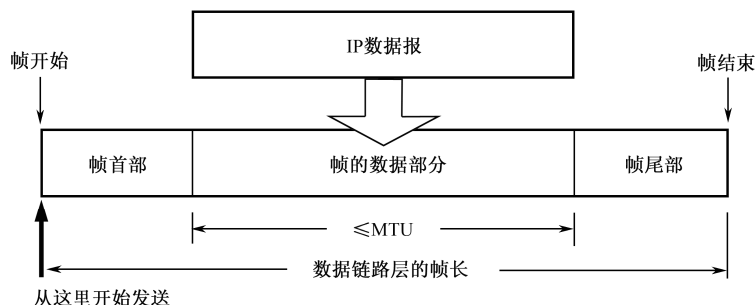 IP数据报
帧开始
帧结束
帧首部
帧的数据部分
帧尾部
≤MTU
数据链路层的帧长
从这里开始发送